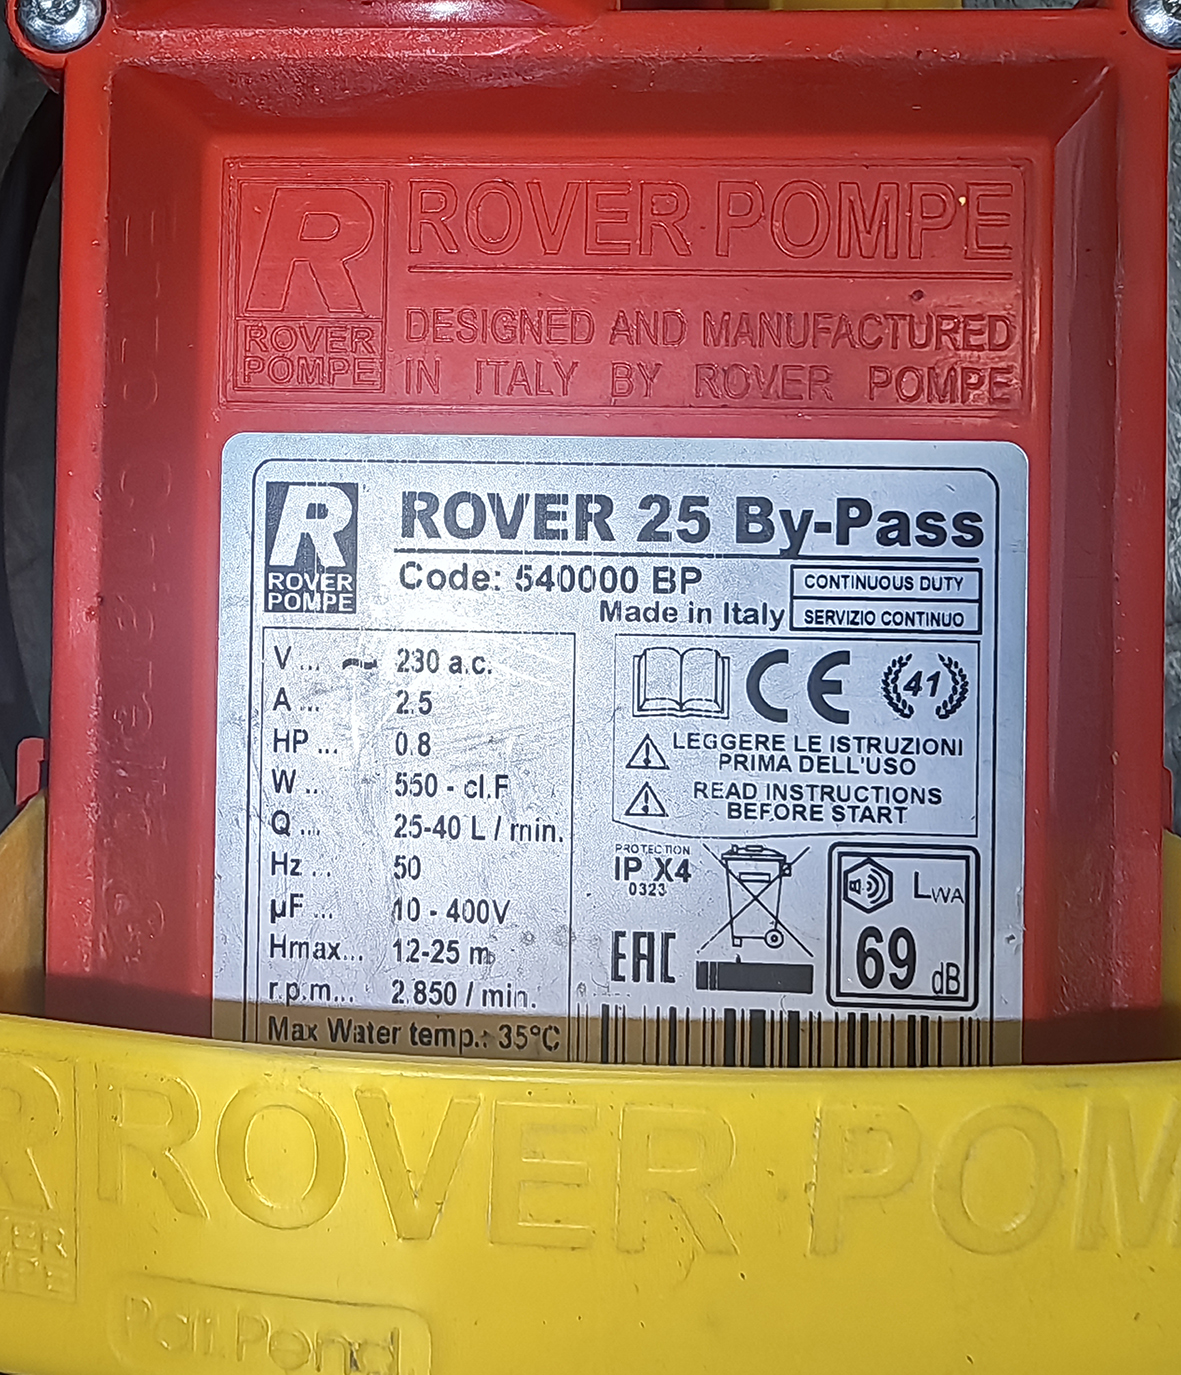 R
ROVER
POMPE
ROVER POMPE
DESIGNED AND MANUFACTURED
IN ITALY BY ROVER POMPE
R
ROVER
POMPE
ROVER 25 By-Pass
Code: 540000 BP
Made in Italy
CONTINUOUS DUTY
SERVIZIO CONTINUO
V ... ~ 230 a.c.
A ... 2.5
HP ... 0.8
W .. 550 - cl.F
Q ... 25-40 L / min.
Hz ... 50
µF ... 10 - 400V
Hmax... 12-25 m
r.p.m... 2.850 / min.
Max Water temp.: 35°C
CE
41
LEGGERE LE ISTRUZIONI
PRIMA DELL'USO
READ INSTRUCTIONS
BEFORE START
PROTECTION
IP X4
0323
EAC
LWA
69 dB
ROVER POM
Pat. Pend.